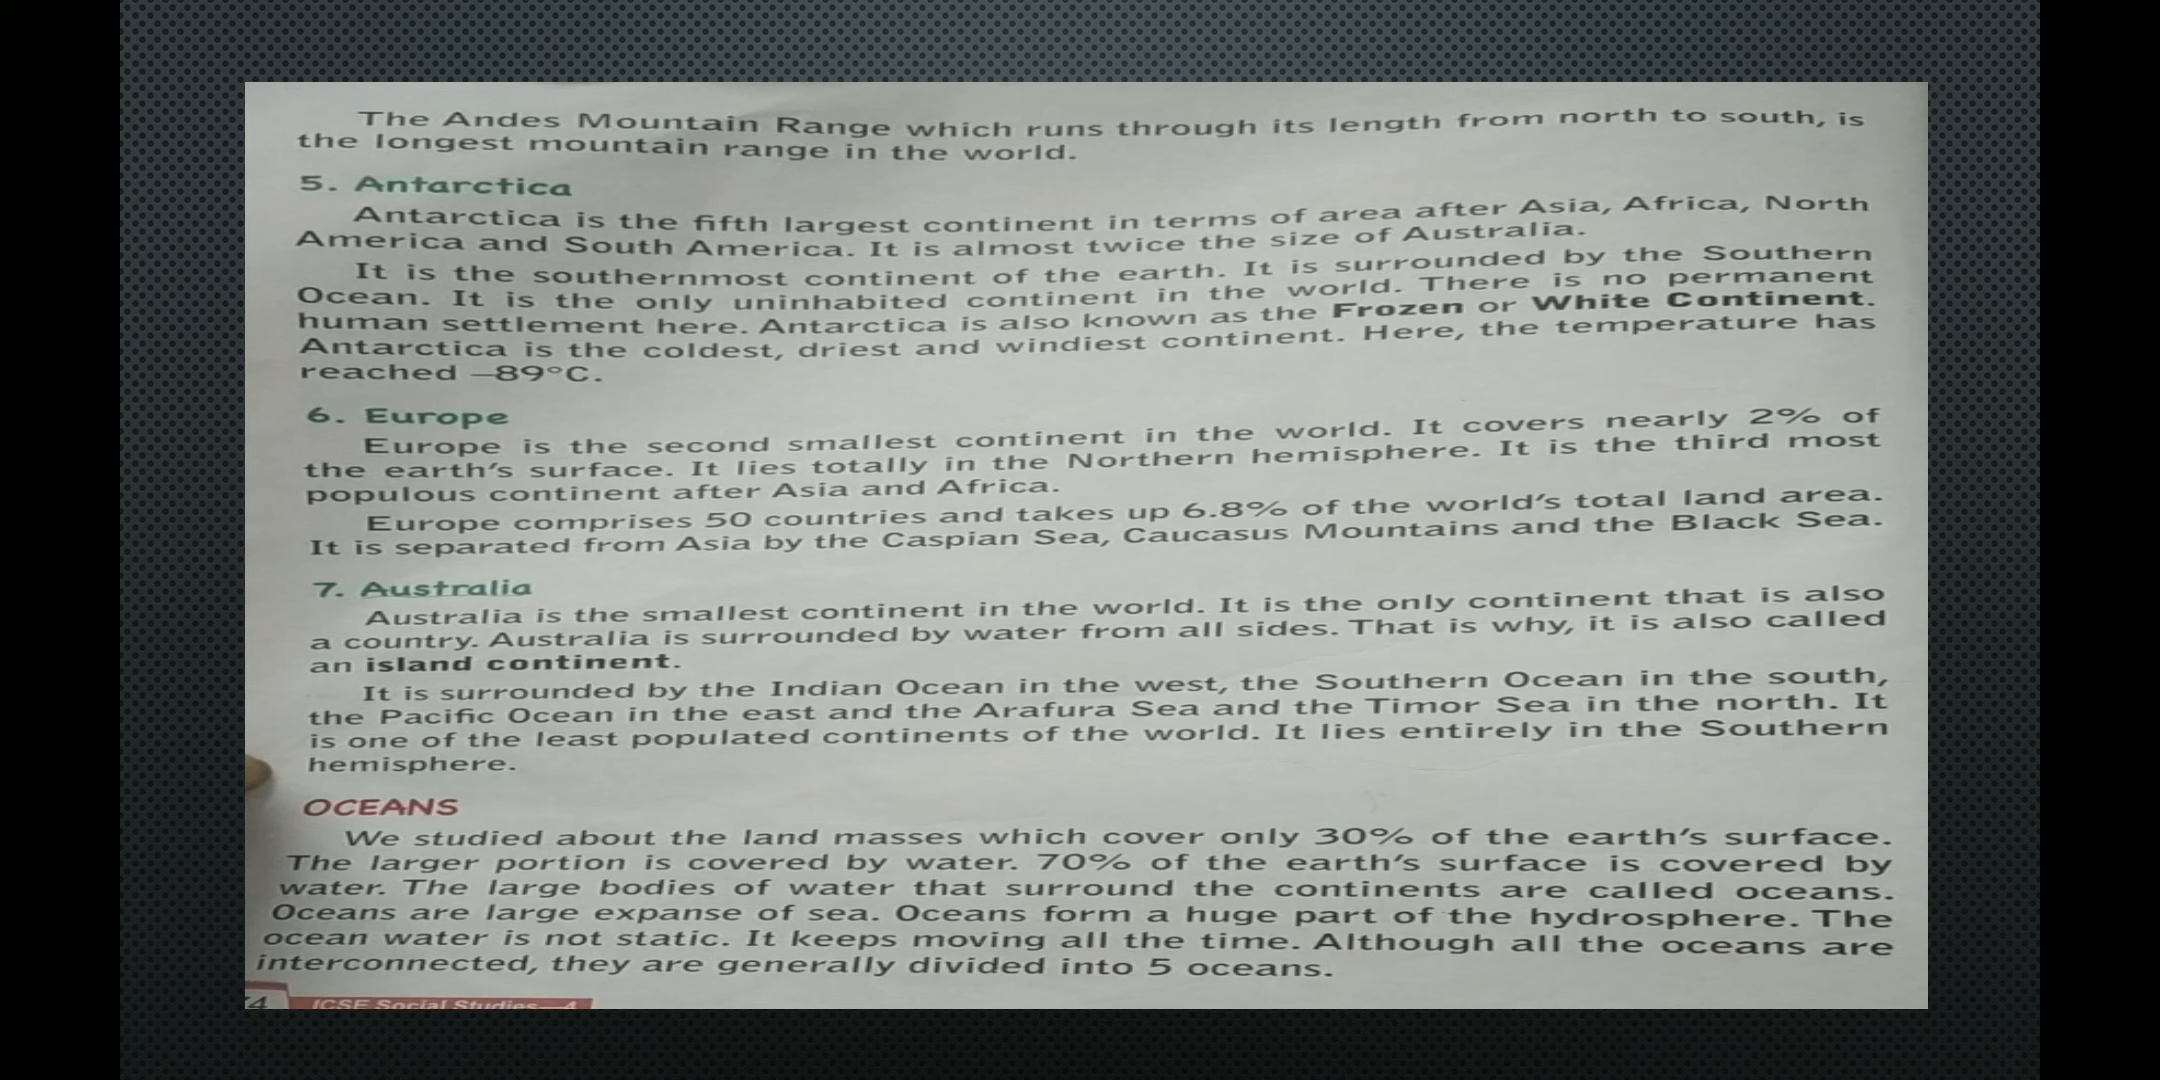 The Andes Mountain Range which runs through its length from north to south, is
the longest mountain range in the world.
5. Antarctica
Antarctica is the fifth largest continent in terms of area after Asia, Africa, North
America and South America. It is almost twice the size of Australia.
It is the southernmost continent of the earth. It is surrounded by the Southern
Ocean. It is the only uninhabited continent in the world. There is no permanent
human settlement here. Antarctica is also known as the Frozen or White Continent.
Antarctica is the coldest, driest and windiest continent. Here, the temperature has
reached –89°C.
6. Europe
Europe is the second smallest continent in the world. It covers nearly 2% of
the earth's surface. It lies totally in the Northern hemisphere. It is the third most
populous continent after Asia and Africa.
Europe comprises 50 countries and takes up 6.8% of the world's total land area.
It is separated from Asia by the Caspian Sea, Caucasus Mountains and the Black Sea.
7. Australia
Australia is the smallest continent in the world. It is the only continent that is also
a country. Australia is surrounded by water from all sides. That is why, it is also called
an island continent.
It is surrounded by the Indian Ocean in the west, the Southern Ocean in the south,
the Pacific Ocean in the east and the Arafura Sea and the Timor Sea in the north. It
is one of the least populated continents of the world. It lies entirely in the Southern
hemisphere.
OCEANS
We studied about the land masses which cover only 30% of the earth's surface.
The larger portion is covered by water. 70% of the earth's surface is covered by
water. The large bodies of water that surround the continents are called oceans.
Oceans are large expanse of sea. Oceans form a huge part of the hydrosphere. The
ocean water is not static. It keeps moving all the time. Although all the oceans are
interconnected, they are generally divided into 5 oceans.
ICSE Social Studies—4